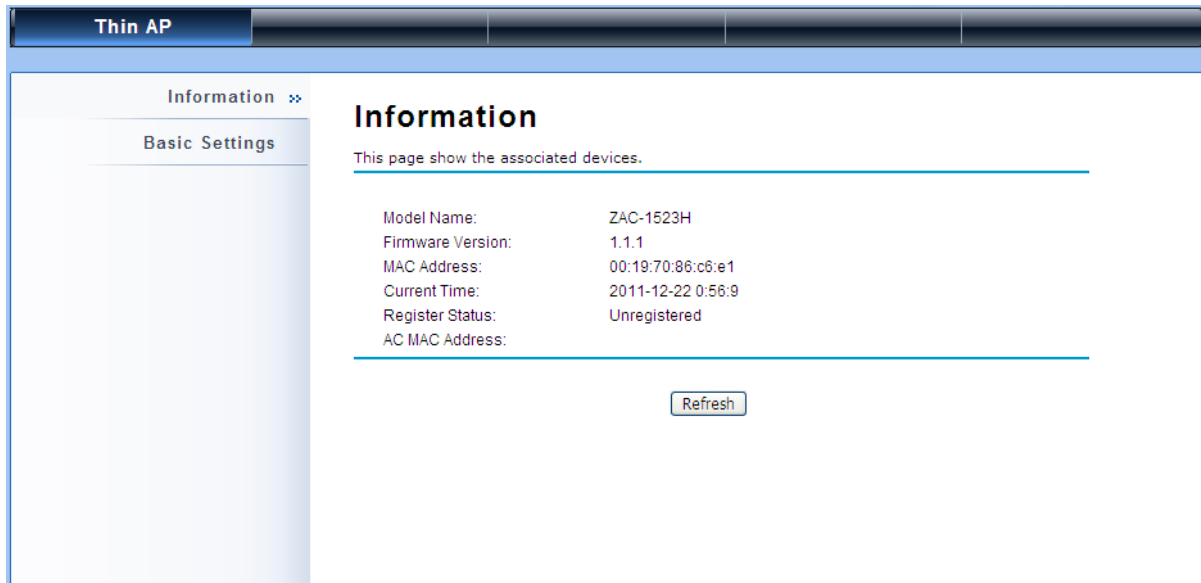 Thin AP
Information »
Basic Settings
Information
This page show the associated devices.
Model Name: ZAC-1523H
Firmware Version: 1.1.1
MAC Address: 00:19:70:86:c6:e1
Current Time: 2011-12-22 0:56:9
Register Status: Unregistered
AC MAC Address:
Refresh